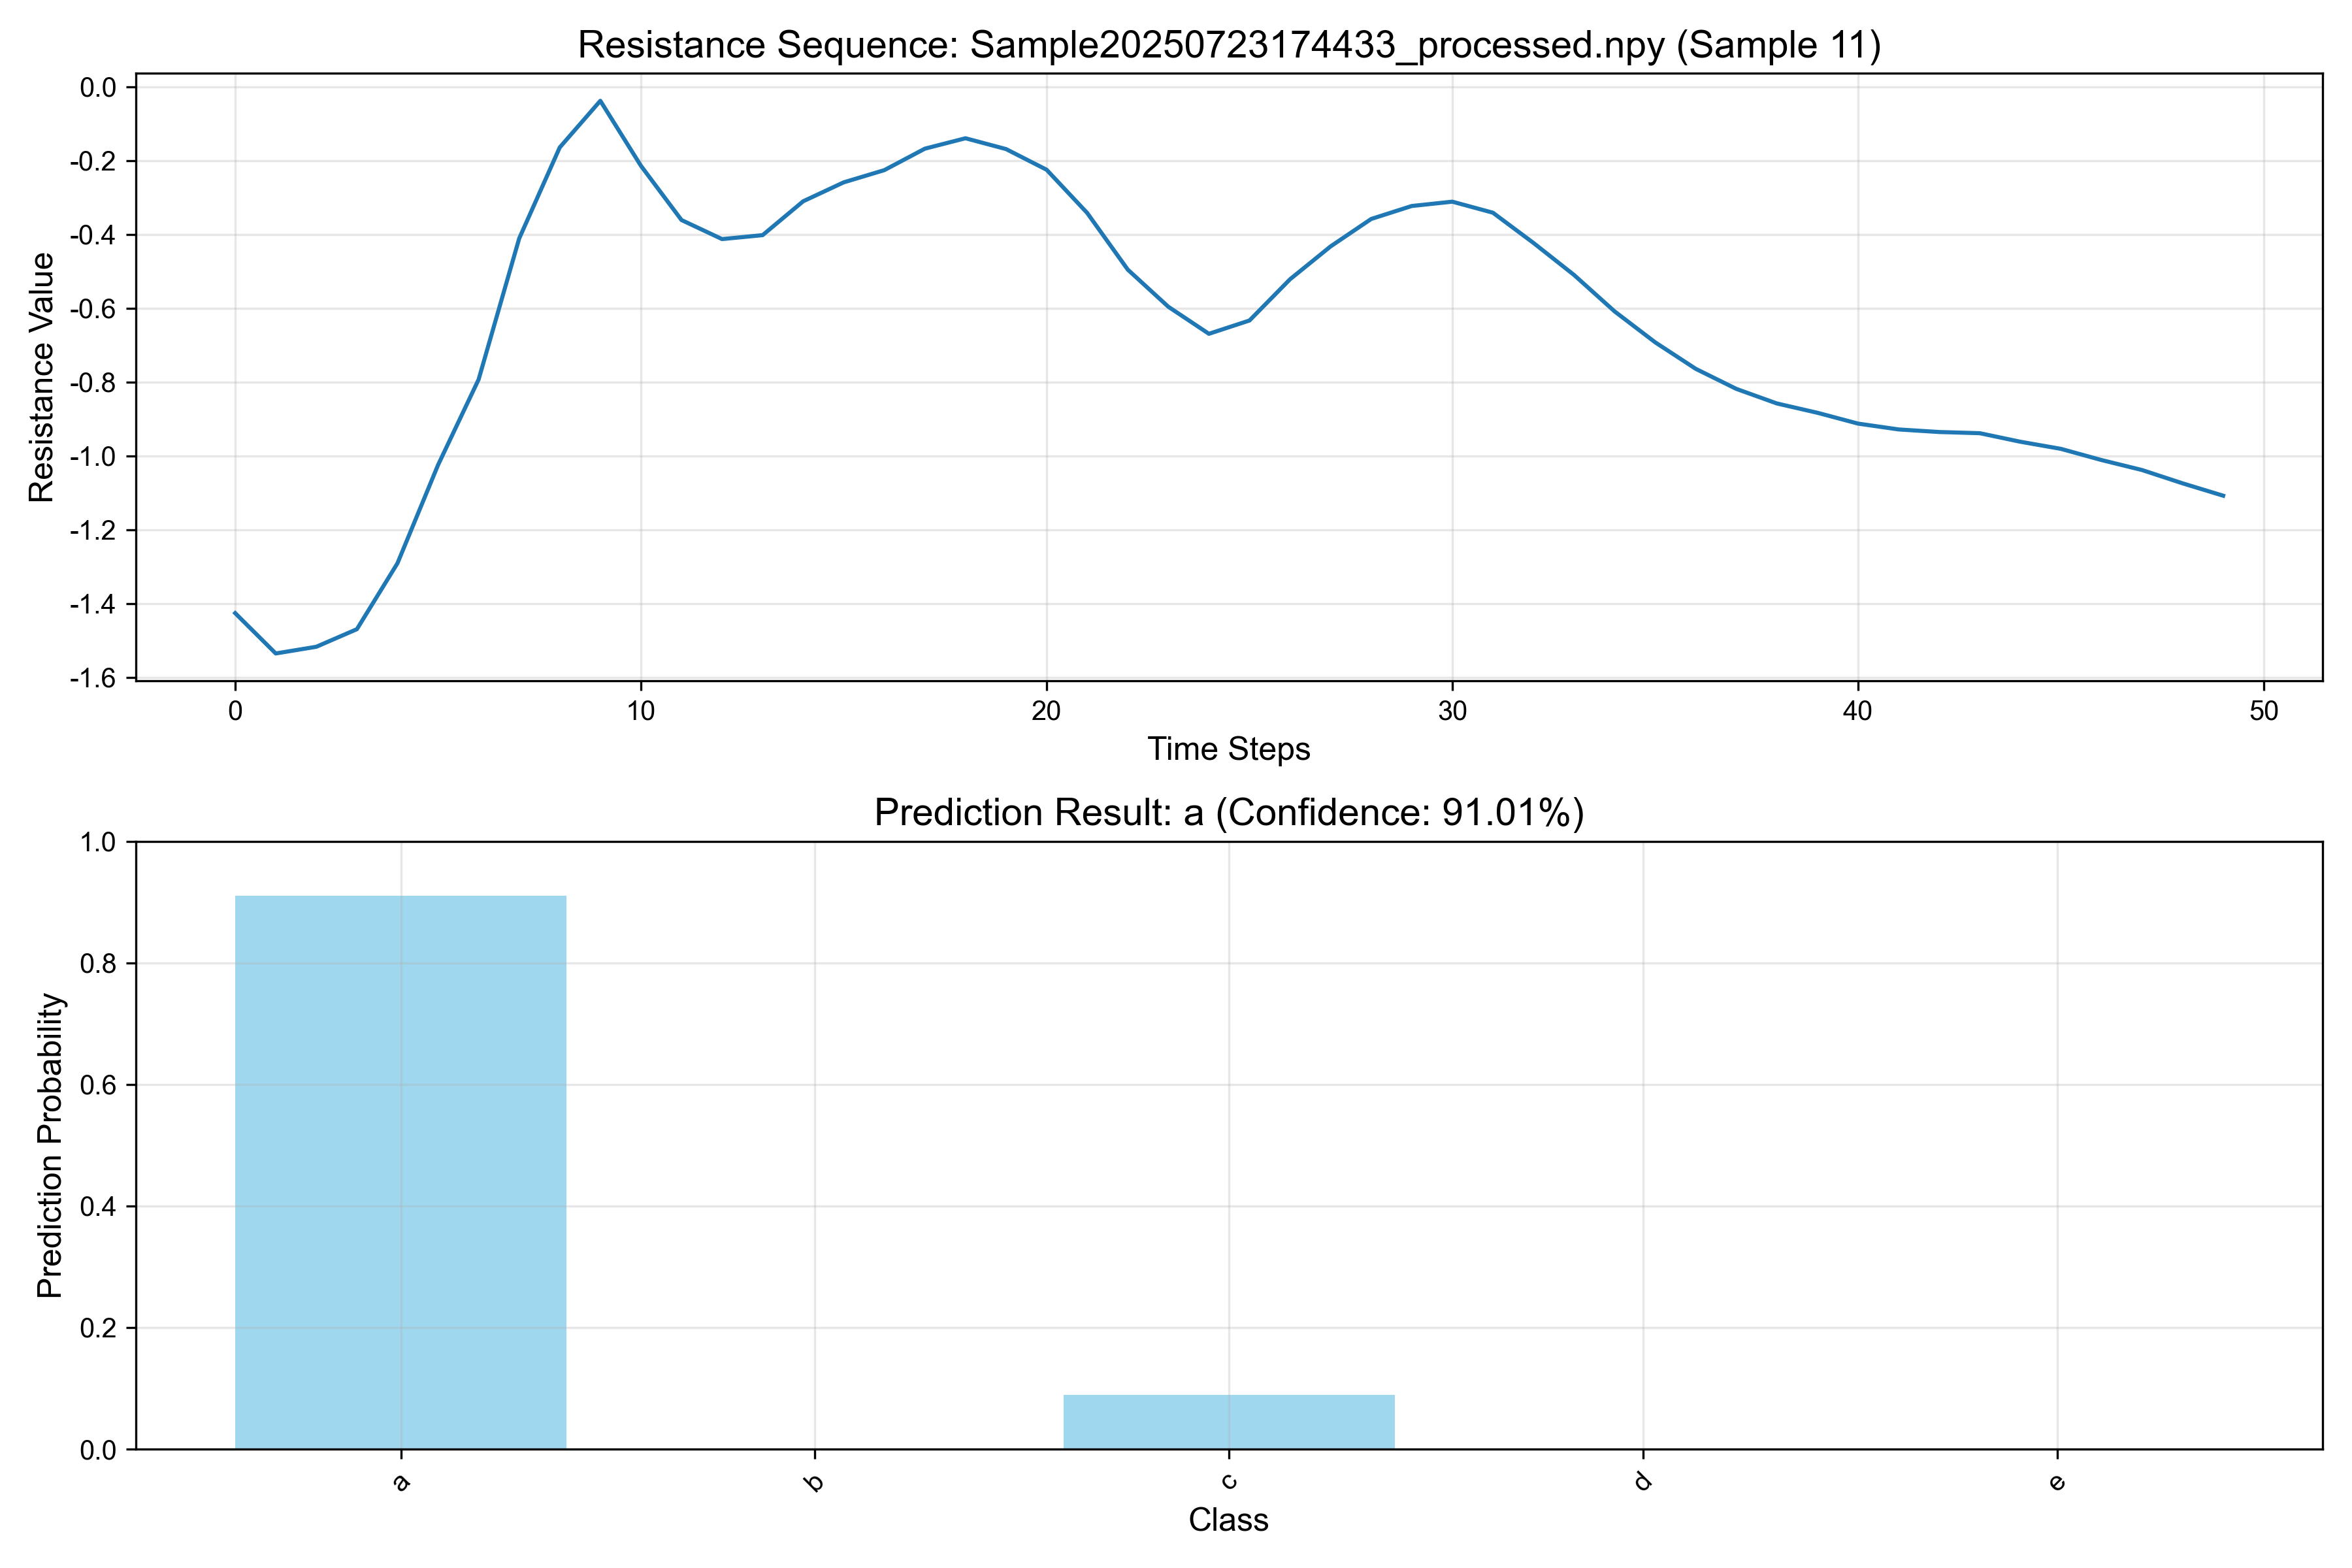 Resistance Sequence: Sample20250723174433_processed.npy (Sample 11)
Resistance Value
0.0
-0.2
-0.4
-0.6
-0.8
-1.0
-1.2
-1.4
-1.6
0 10 20 30 40 50
Time Steps
Prediction Result: a (Confidence: 91.01%)
Prediction Probability
1.0
0.8
0.6
0.4
0.2
0.0
a b c d e
Class